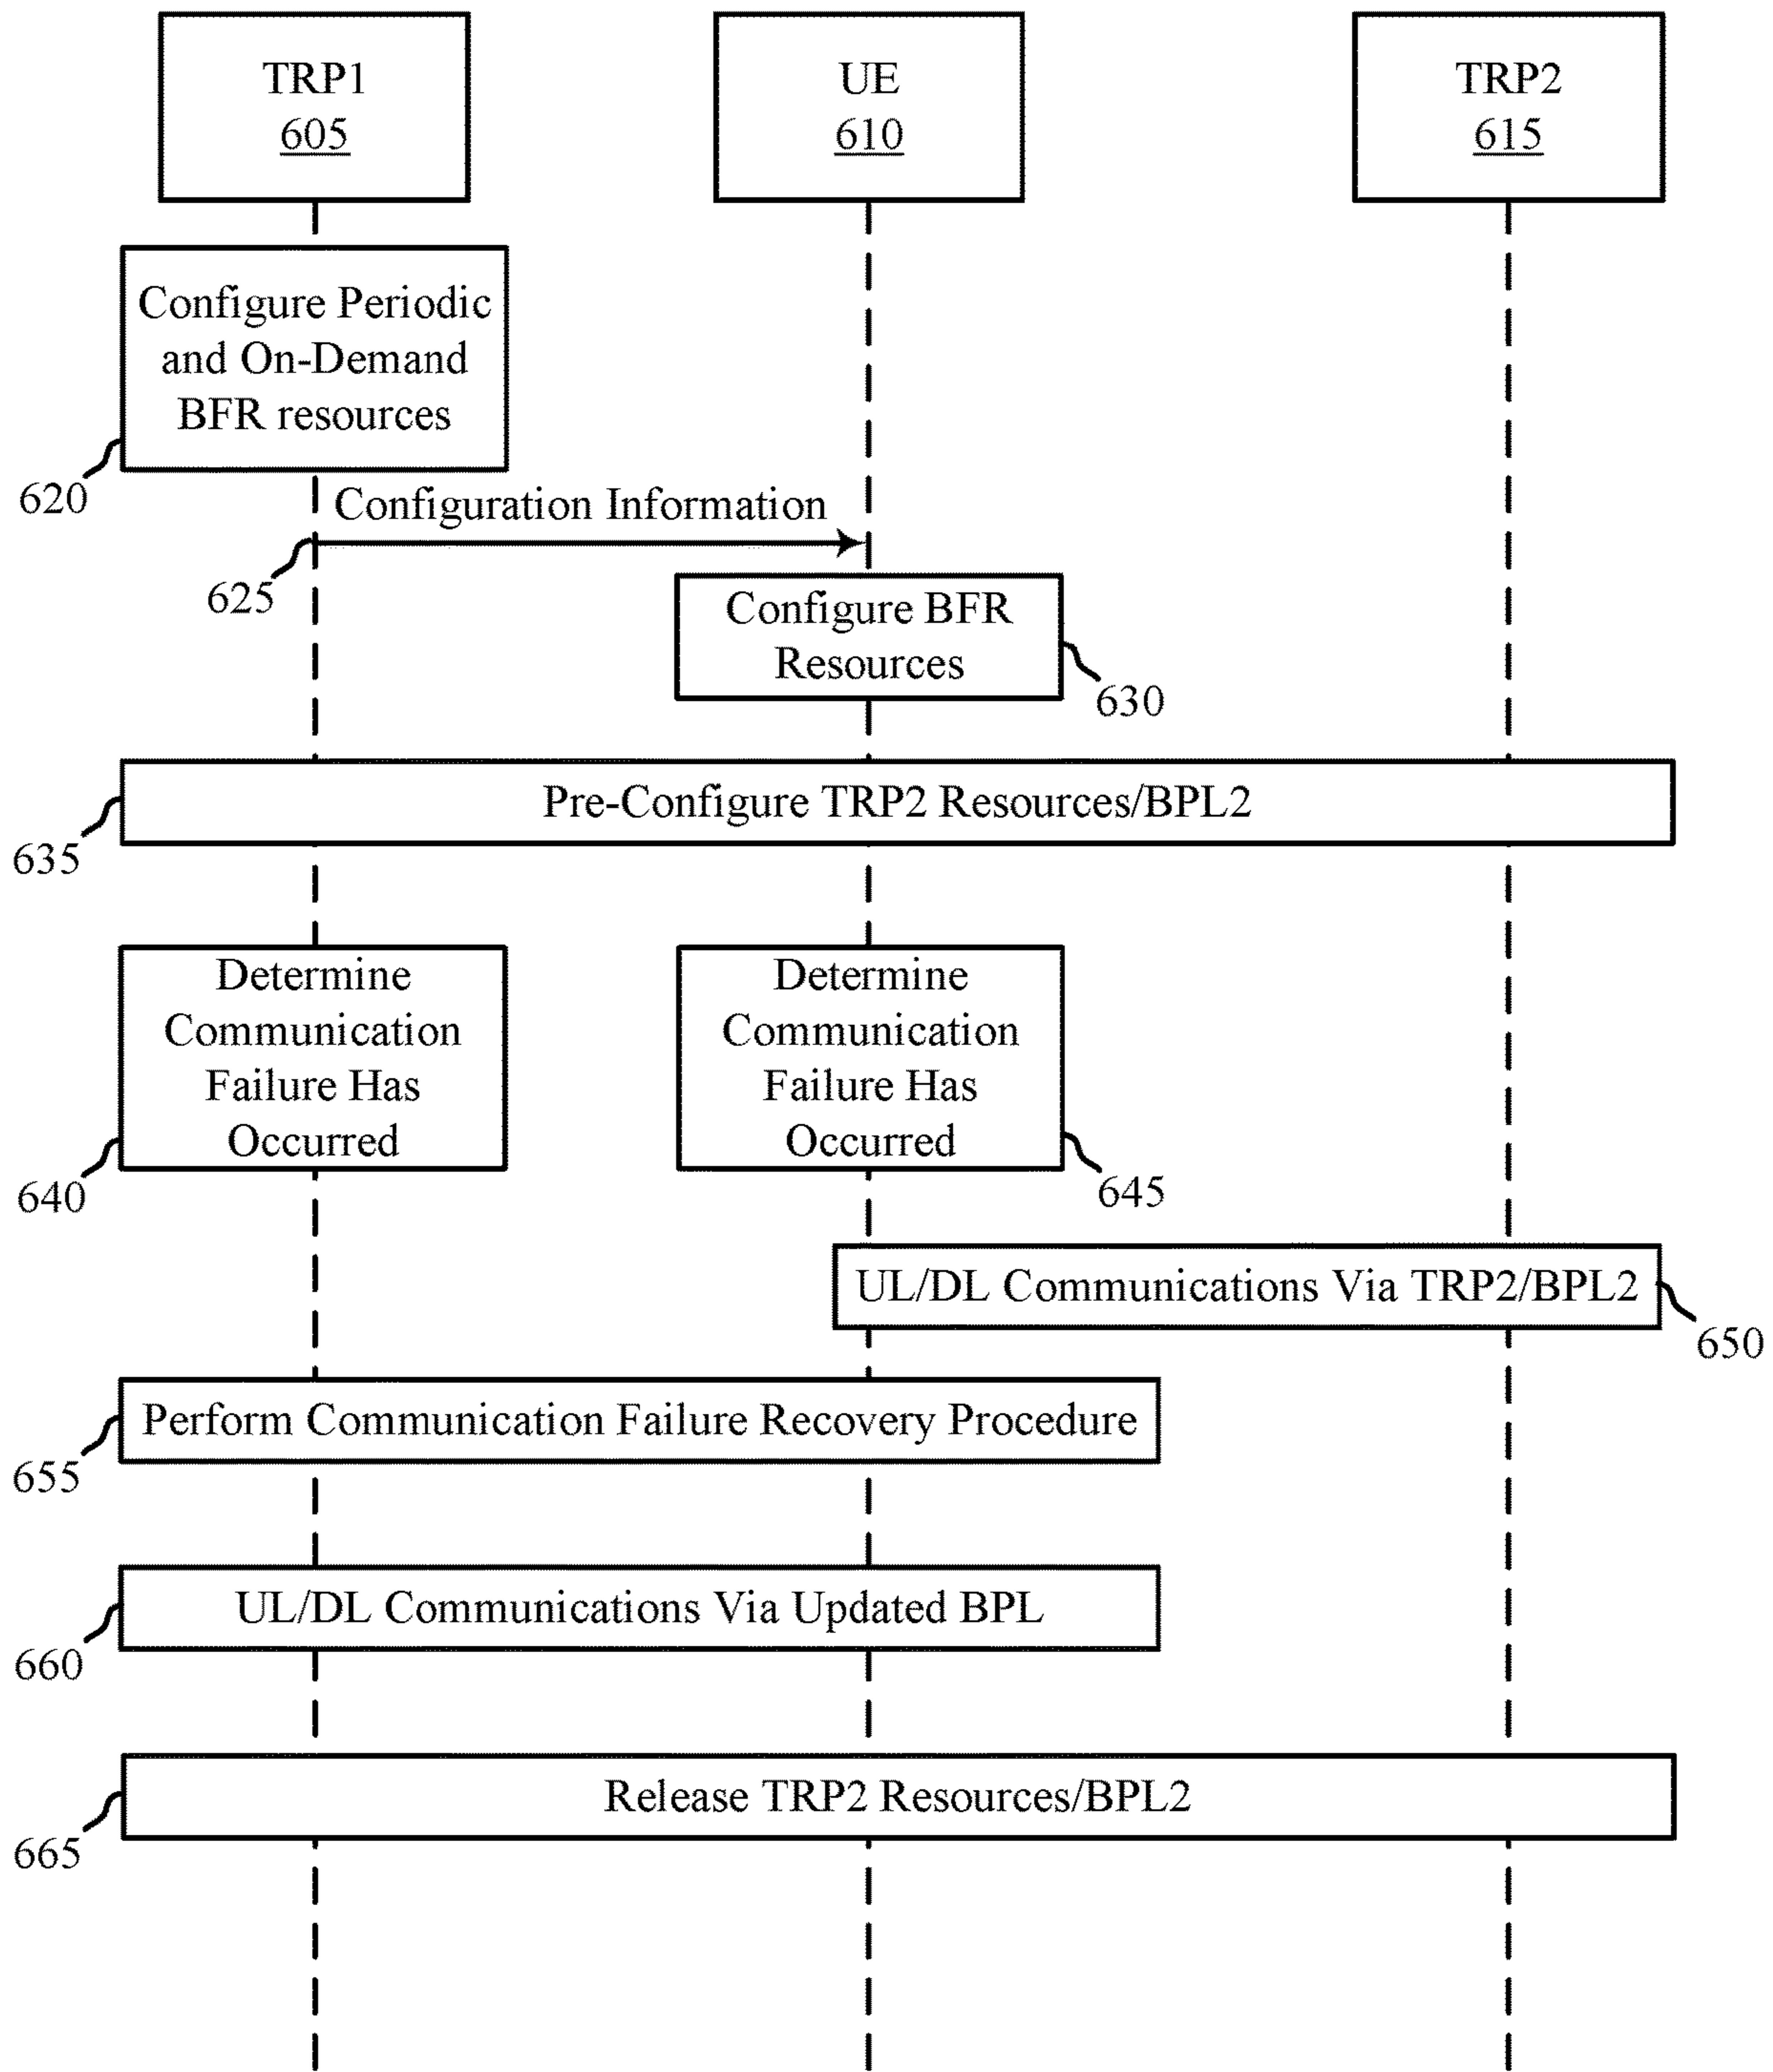 TRP1
605
UE
610
TRP2
615
Configure Periodic
and On-Demand
BFR resources
620
Configuration Information
625
Configure BFR
Resources
630
Pre-Configure TRP2 Resources/BPL2
635
Determine
Communication
Failure Has
Occurred
640
Determine
Communication
Failure Has
Occurred
645
UL/DL Communications Via TRP2/BPL2
650
Perform Communication Failure Recovery Procedure
655
UL/DL Communications Via Updated BPL
660
Release TRP2 Resources/BPL2
665